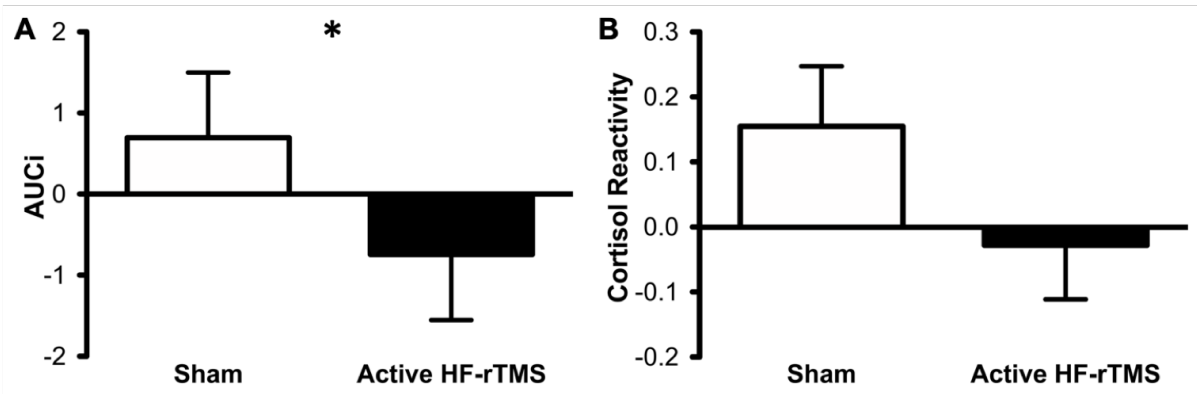 A
*
2
1
0
-1
-2
AUCi
Sham
Active HF-rTMS
B
0.3
0.2
0.1
0.0
-0.1
-0.2
Cortisol Reactivity
Sham
Active HF-rTMS